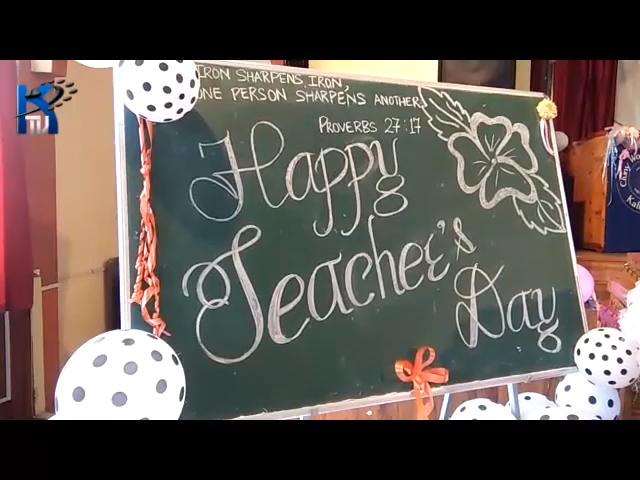 IRON SHARPENS IRON,
ONE PERSON SHARPENS ANOTHER.
PROVERBS 27:17
Happy
Teacher's
Day